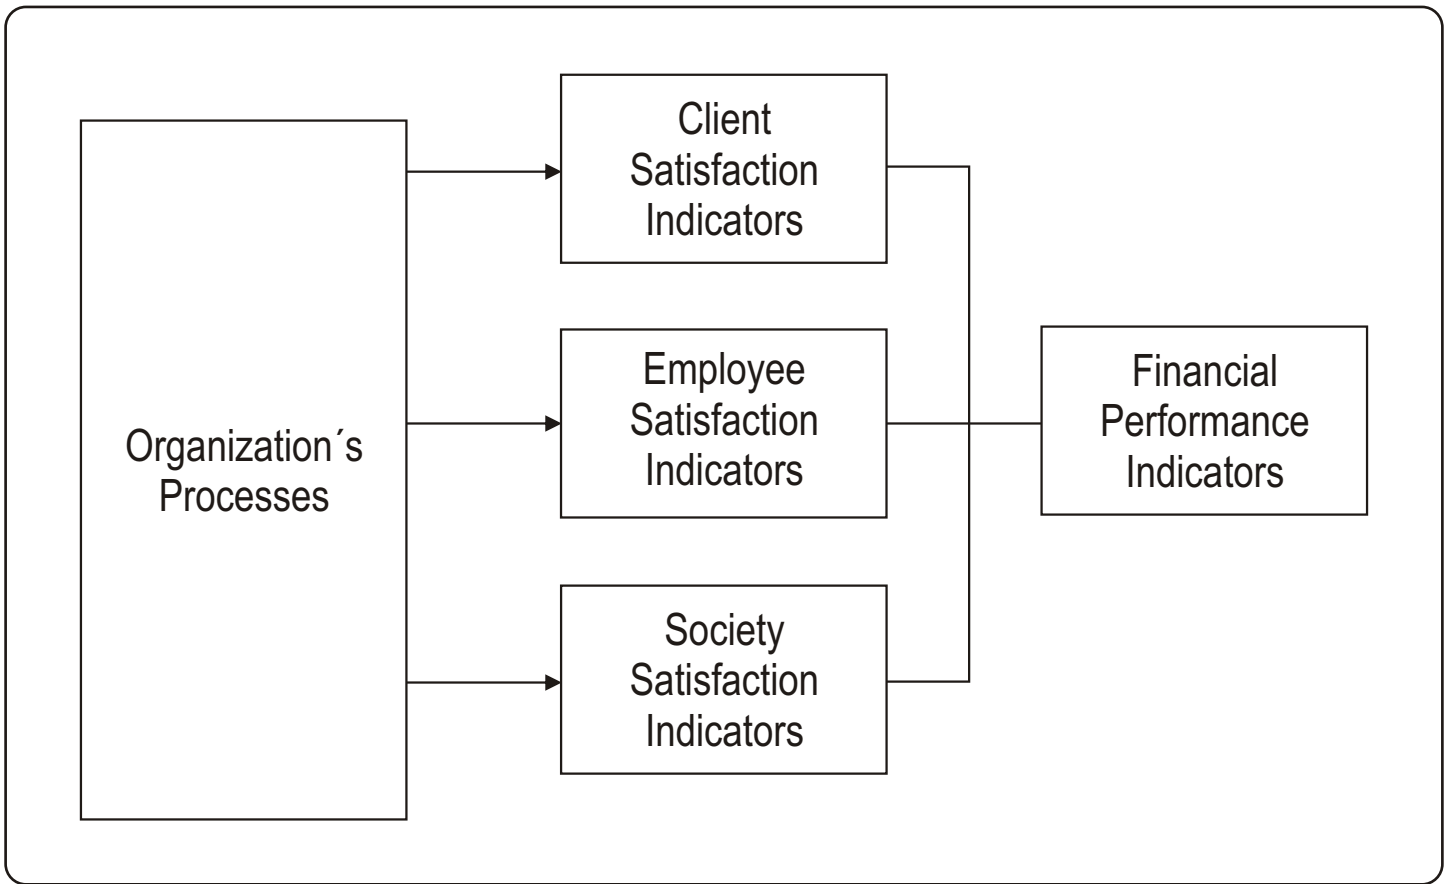 Organization´s
Processes
Client
Satisfaction
Indicators
Employee
Satisfaction
Indicators
Society
Satisfaction
Indicators
Financial
Performance
Indicators